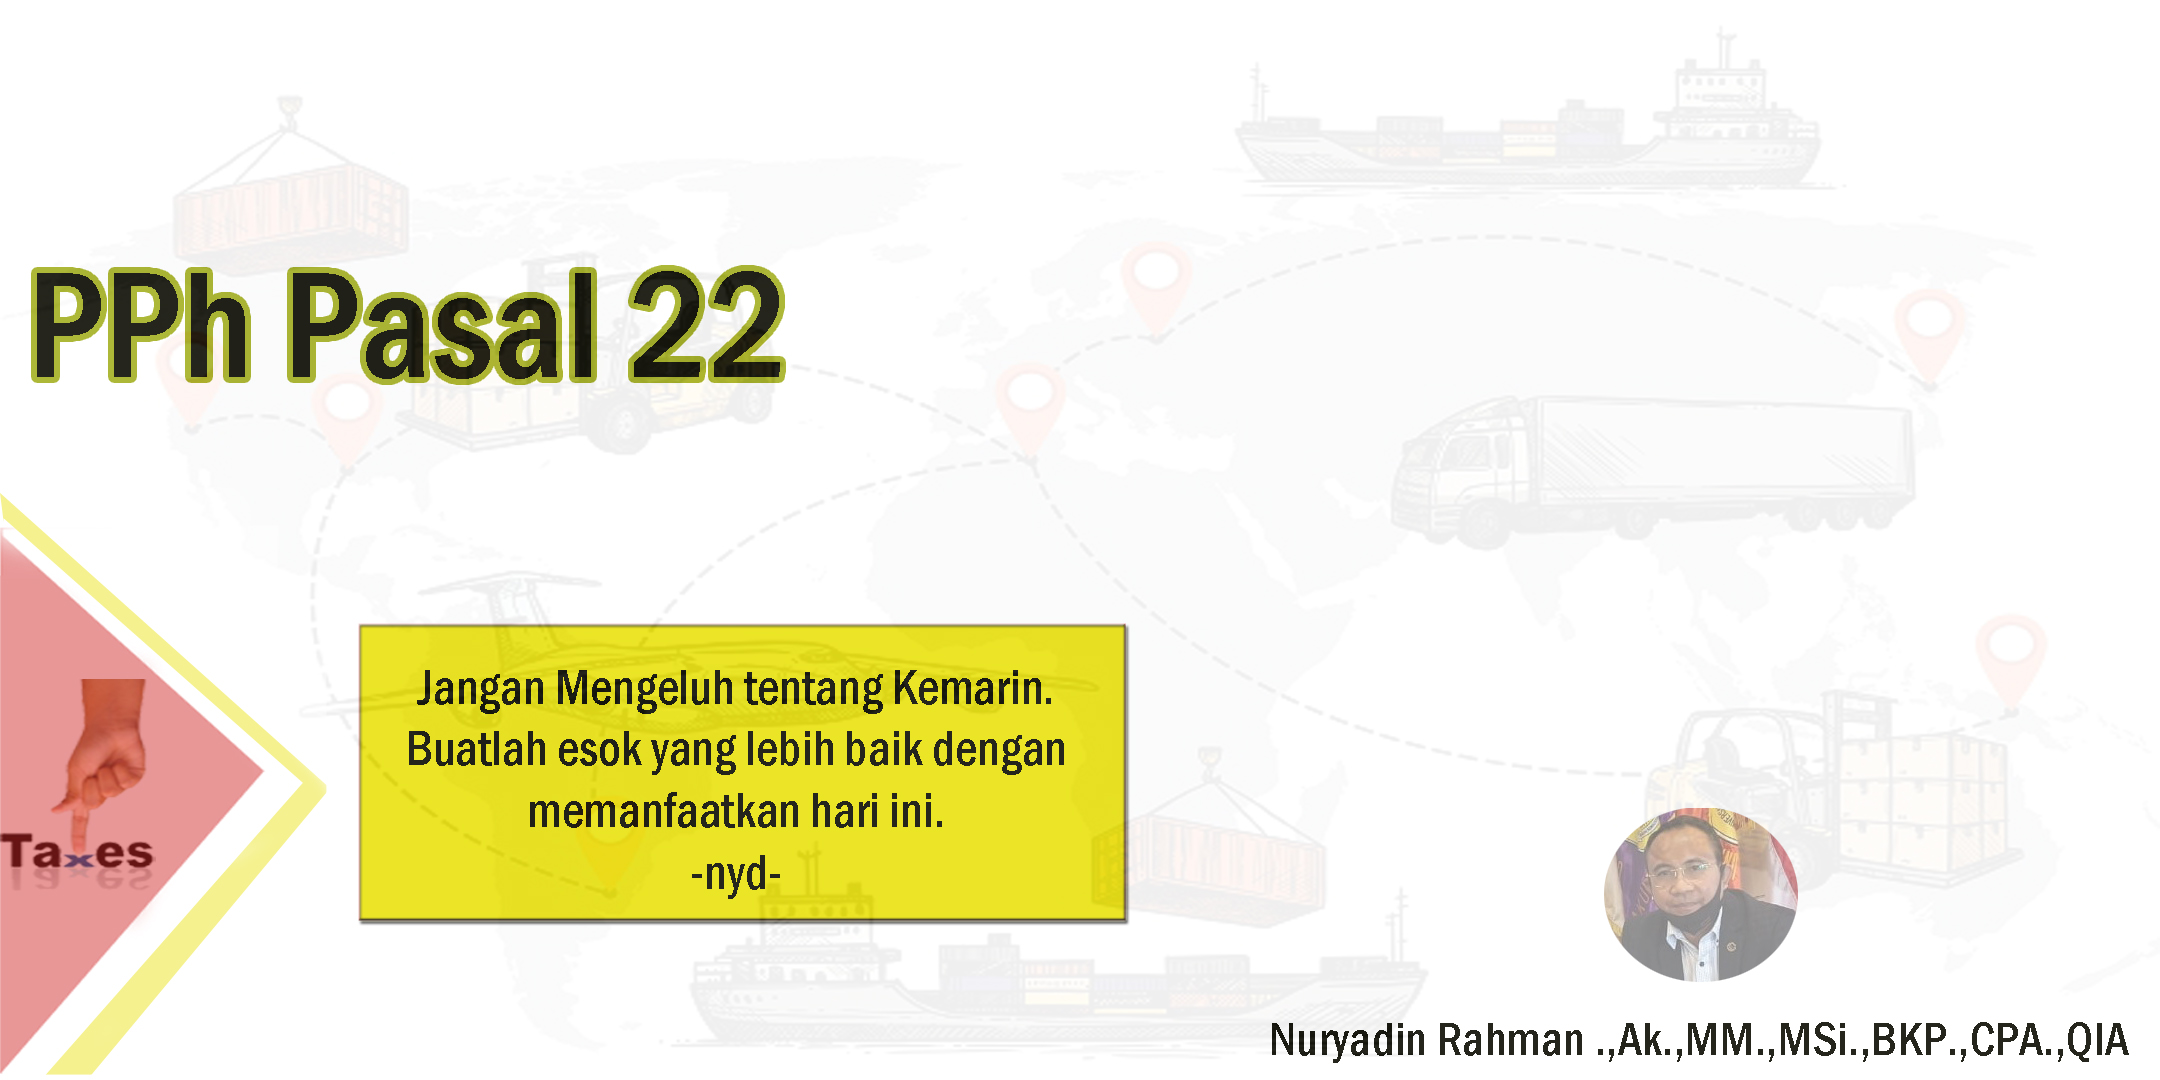 PPh Pasal 22
Jangan Mengeluh tentang Kemarin.
Buatlah esok yang lebih baik dengan
memanfaatkan hari ini.
-nyd-
Taxes
Nuryadin Rahman .,Ak.,MM.,MSi.,BKP.,CPA.,QIA